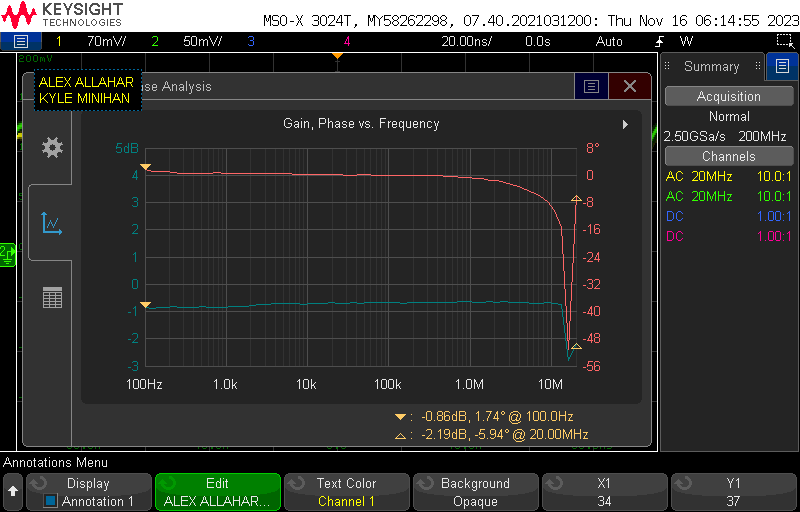 KEYSIGHT
TECHNOLOGIES
MSO-X 3024T, MY58262298, 07.40.2021031200: Thu Nov 16 06:14:55 2023
1 70mV/ 2 50mV/ 3 4 20.00ns/ 0.0s Auto W
200mV
ALEX ALLAHAR
KYLE MINIHAN
se Analysis
Summary
Acquisition
Normal
2.50GSa/s 200MHz
Channels
AC 20MHz 10.0:1
AC 20MHz 10.0:1
DC 1.00:1
DC 1.00:1
Gain, Phase vs. Frequency
5dB 8°
4 0
3 -8
2 -16
1 -24
0 -32
-1 -40
-2 -48
-3 -56
100Hz 1.0k 10k 100k 1.0M 10M
: -0.86dB, 1.74° @ 100.0Hz
: -2.19dB, -5.94° @ 20.00MHz
2
Annotations Menu
Display
Annotation 1
Edit
ALEX ALLAHAR...
Text Color
Channel 1
Background
Opaque
X1
34
Y1
37